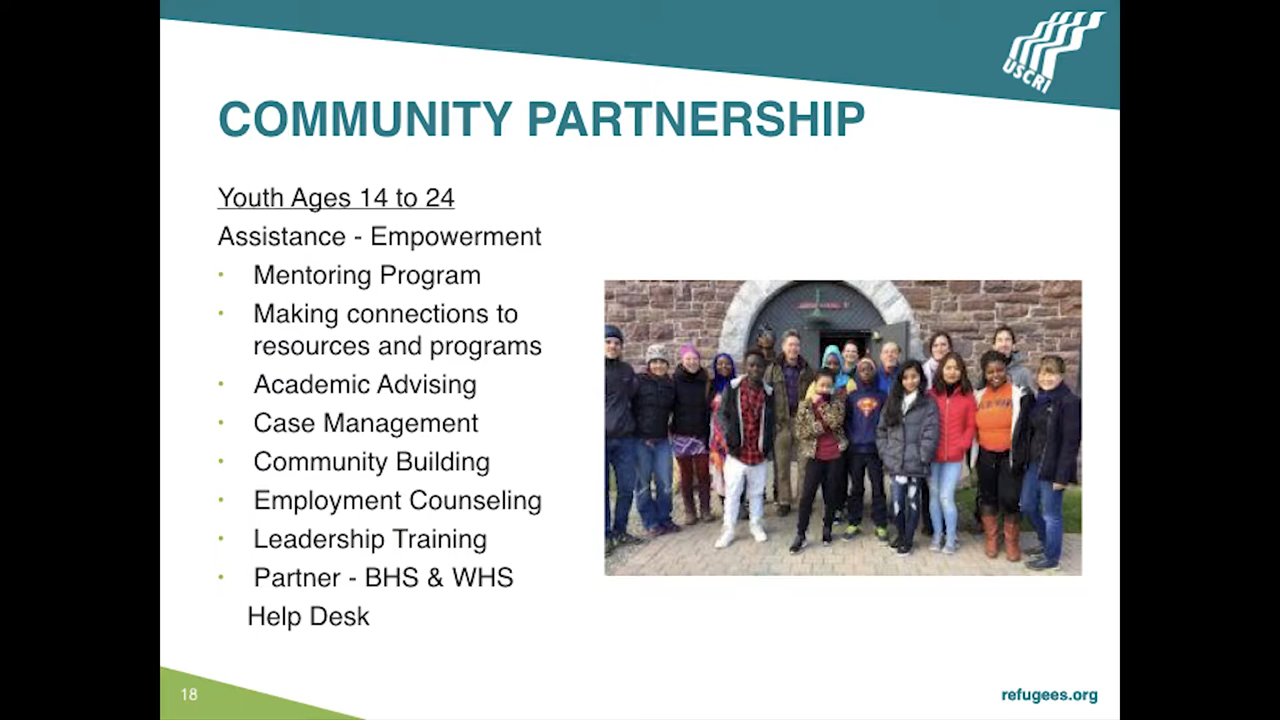 USCRI
COMMUNITY PARTNERSHIP
Youth Ages 14 to 24
Assistance - Empowerment
• Mentoring Program
• Making connections to
resources and programs
• Academic Advising
• Case Management
• Community Building
• Employment Counseling
• Leadership Training
• Partner - BHS & WHS
Help Desk
18
refugees.org